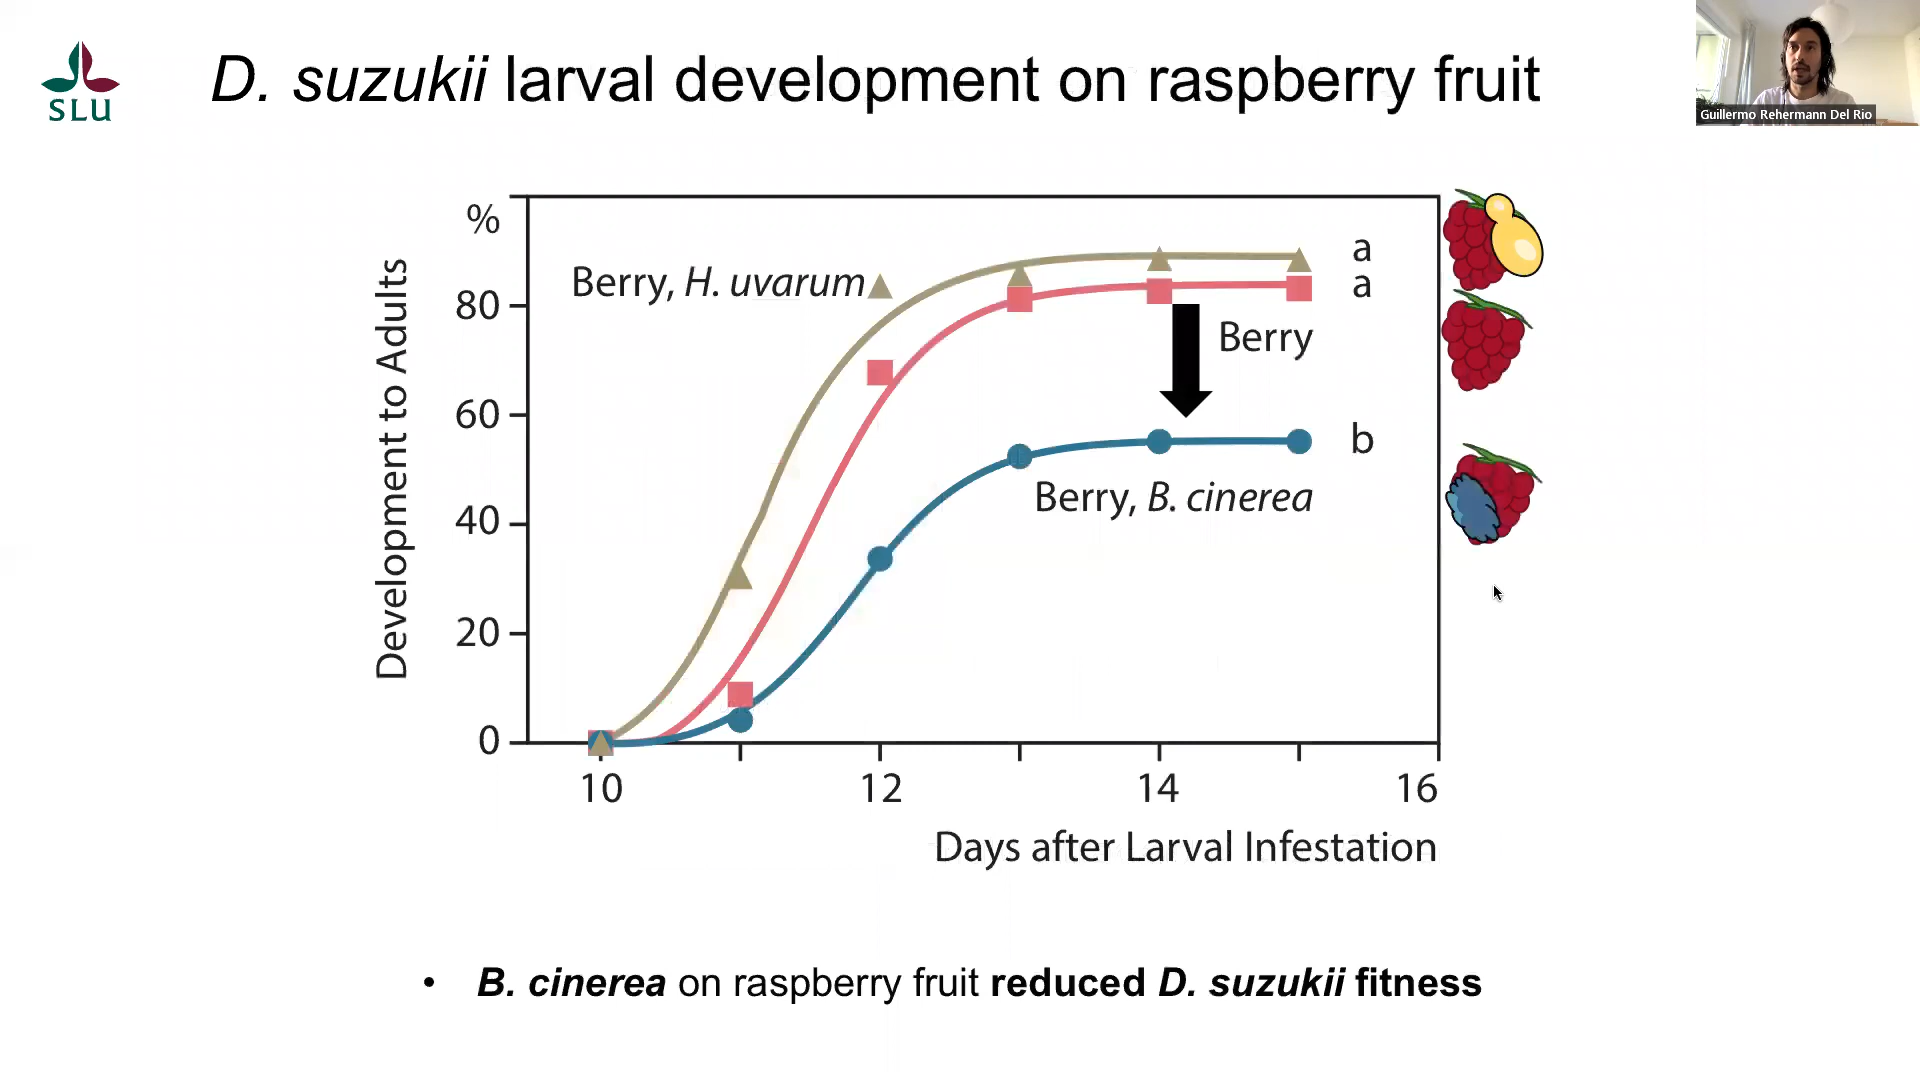 SLU
D. suzukii larval development on raspberry fruit
Guillermo Rehermann Del Rio
%
80
60
40
20
0
Development to Adults
Berry, H. uvarum
a
a
Berry
b
Berry, B. cinerea
10 12 14 16
Days after Larval Infestation
• B. cinerea on raspberry fruit reduced D. suzukii fitness